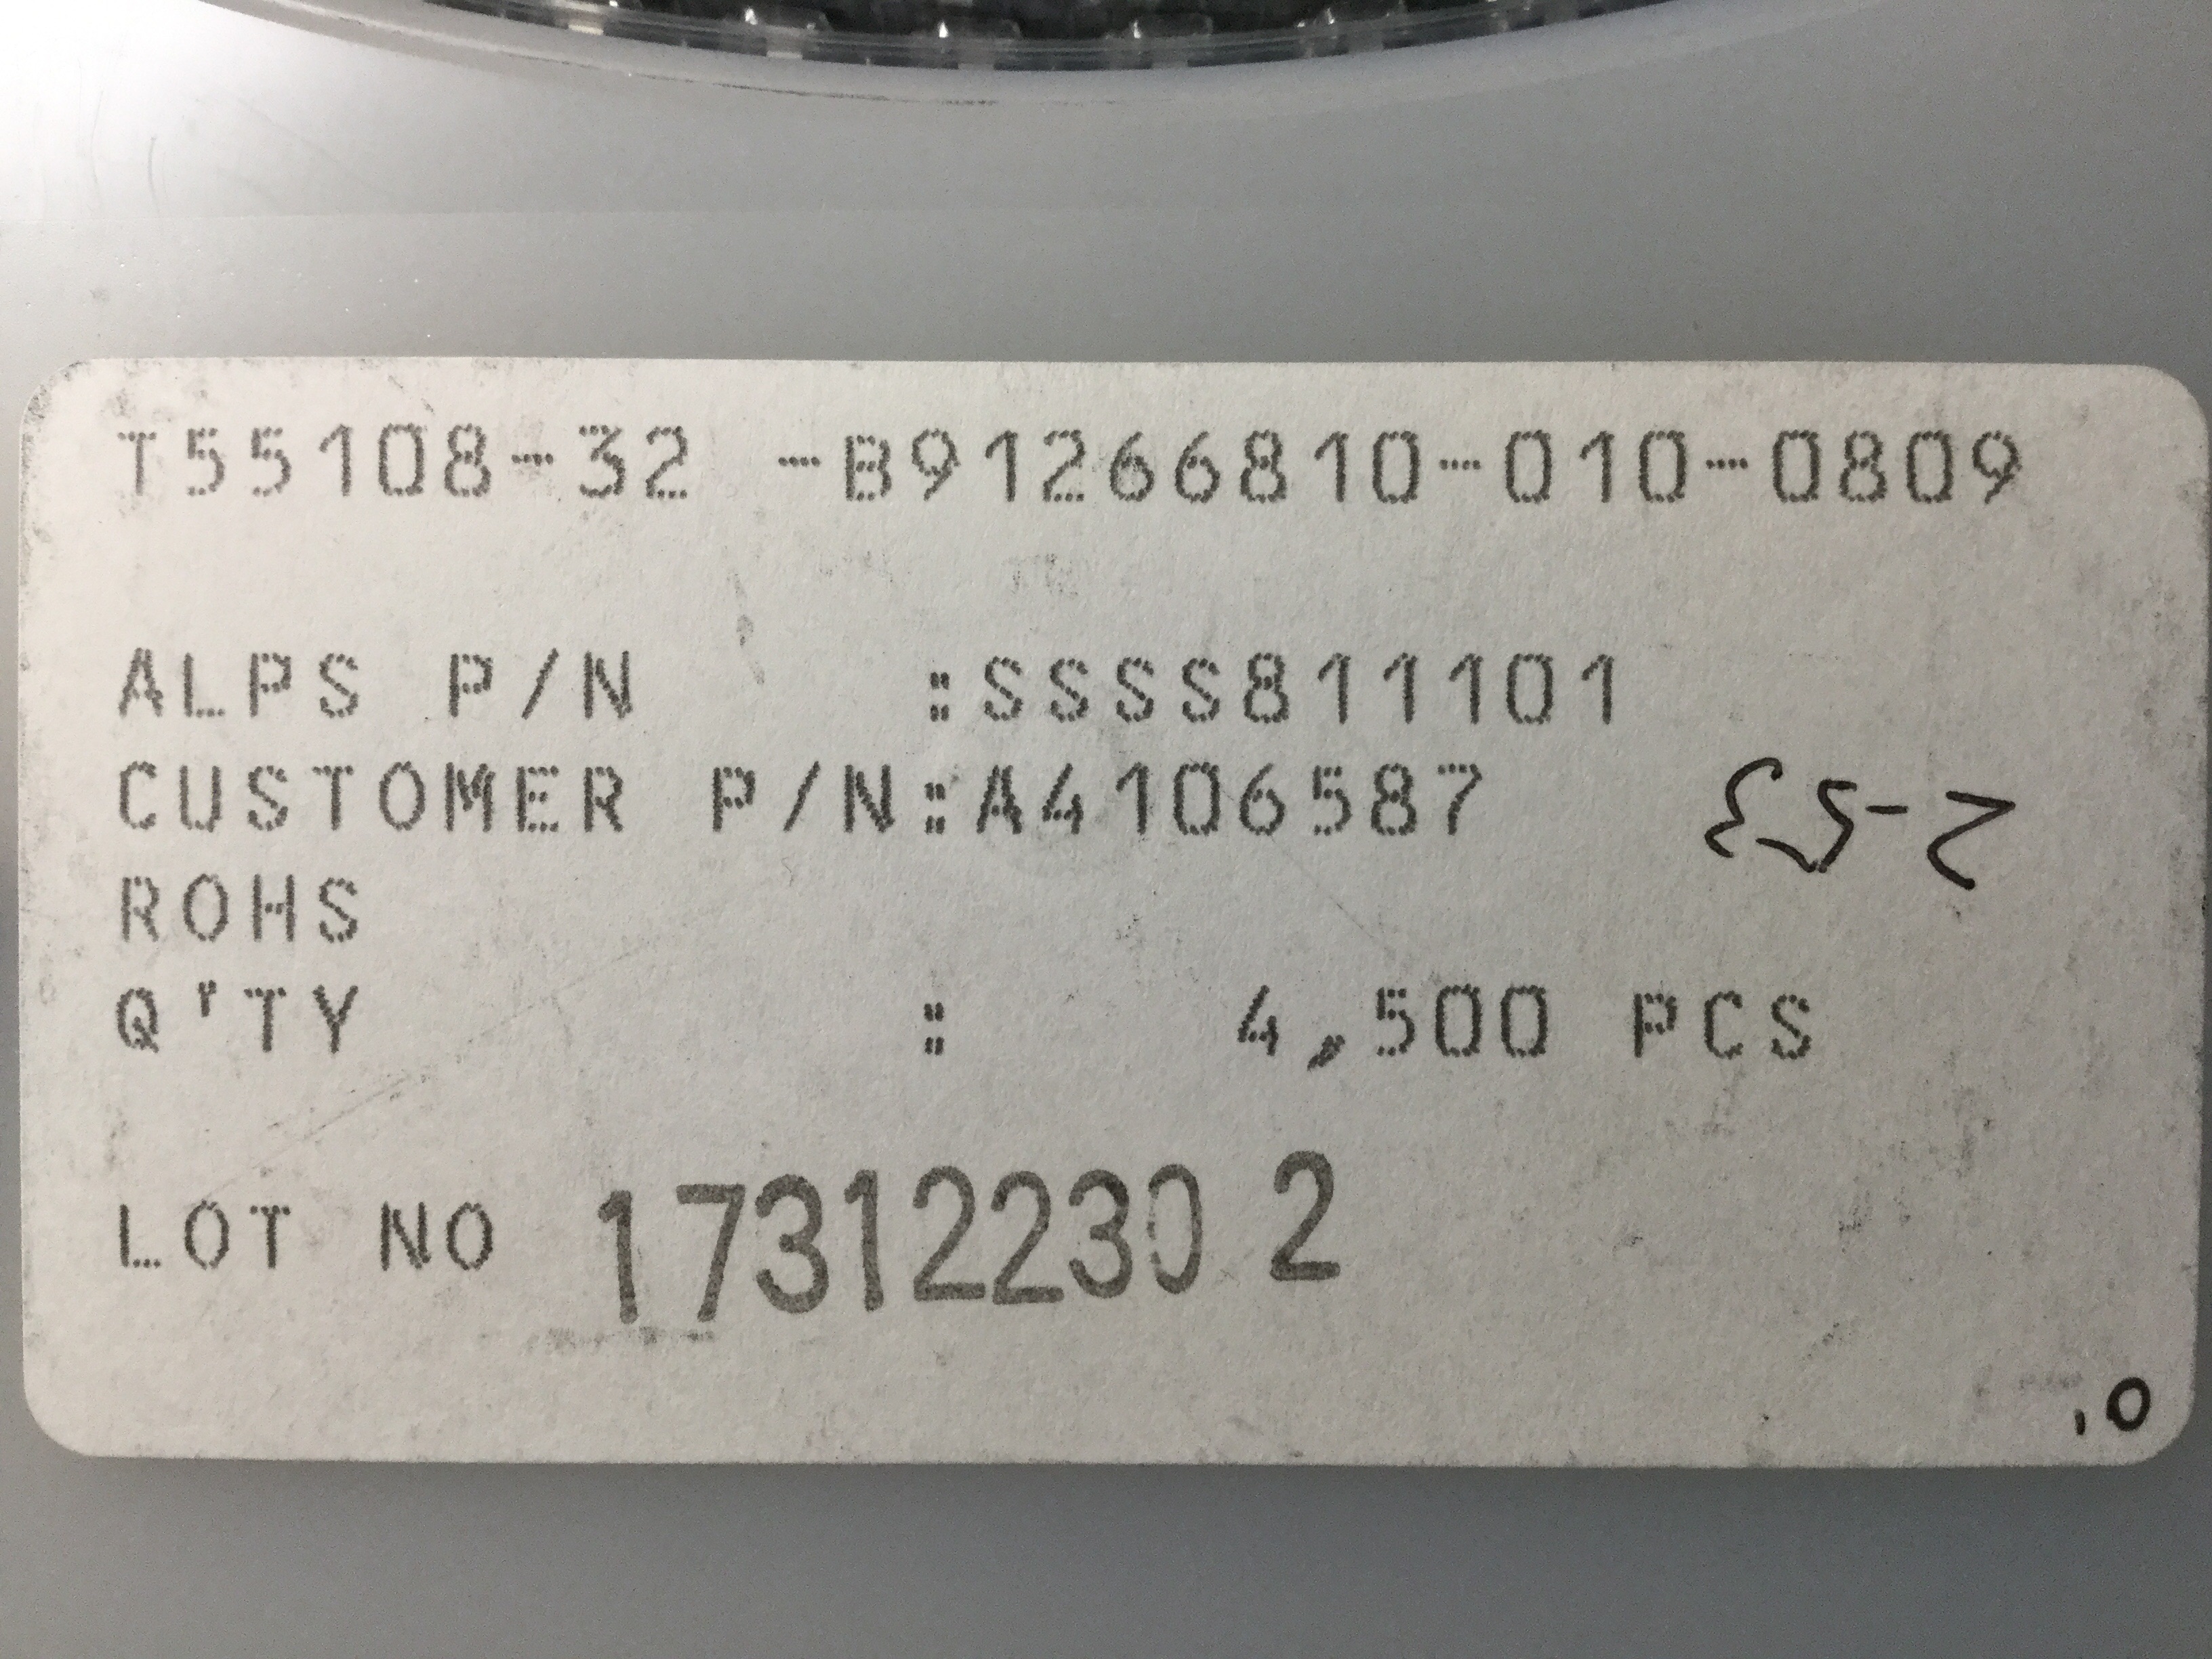 T55108-32 -B91266810-010-0809
ALPS P/N :SSSS811101
CUSTOMER P/N:A4106587
ROHS
Q'TY : 4,500 PCS
LOT NO 17312230 2